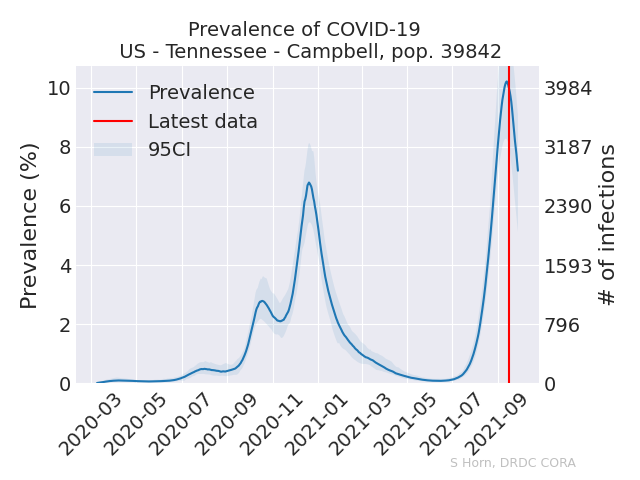 Prevalence of COVID-19
US - Tennessee - Campbell, pop. 39842
Prevalence
Latest data
95CI
Prevalence (%)
10
8
6
4
2
0
3984
3187
2390
1593
796
0
# of infections
2020-03
2020-05
2020-07
2020-09
2020-11
2021-01
2021-03
2021-05
2021-07
2021-09
S Horn, DRDC CORA